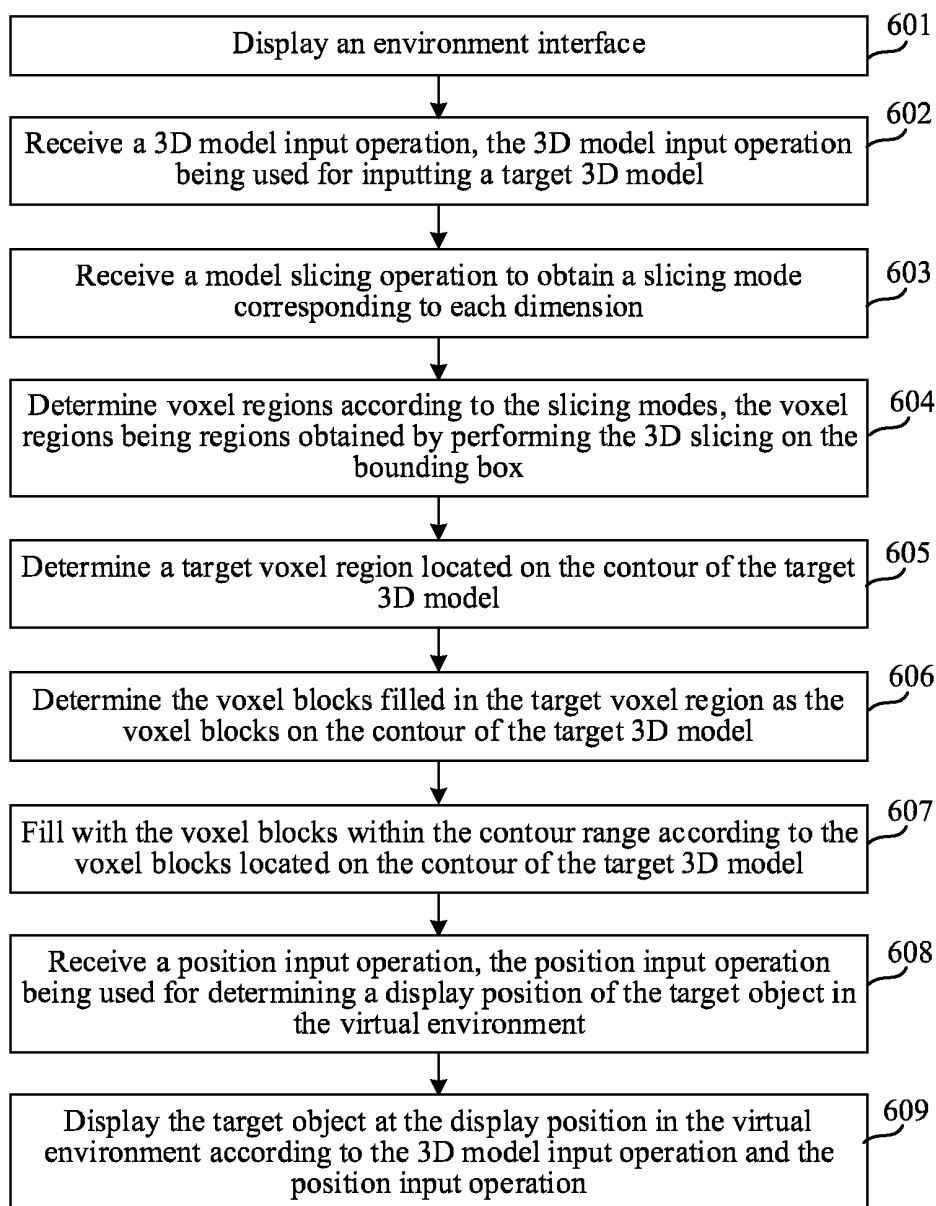 Display an environment interface
601
Receive a 3D model input operation, the 3D model input operation
being used for inputting a target 3D model
602
Receive a model slicing operation to obtain a slicing mode
corresponding to each dimension
603
Determine voxel regions according to the slicing modes, the voxel
regions being regions obtained by performing the 3D slicing on the
bounding box
604
Determine a target voxel region located on the contour of the target
3D model
605
Determine the voxel blocks filled in the target voxel region as the
voxel blocks on the contour of the target 3D model
606
Fill with the voxel blocks within the contour range according to the
voxel blocks located on the contour of the target 3D model
607
Receive a position input operation, the position input operation
being used for determining a display position of the target object in
the virtual environment
608
Display the target object at the display position in the virtual
environment according to the 3D model input operation and the
position input operation
609